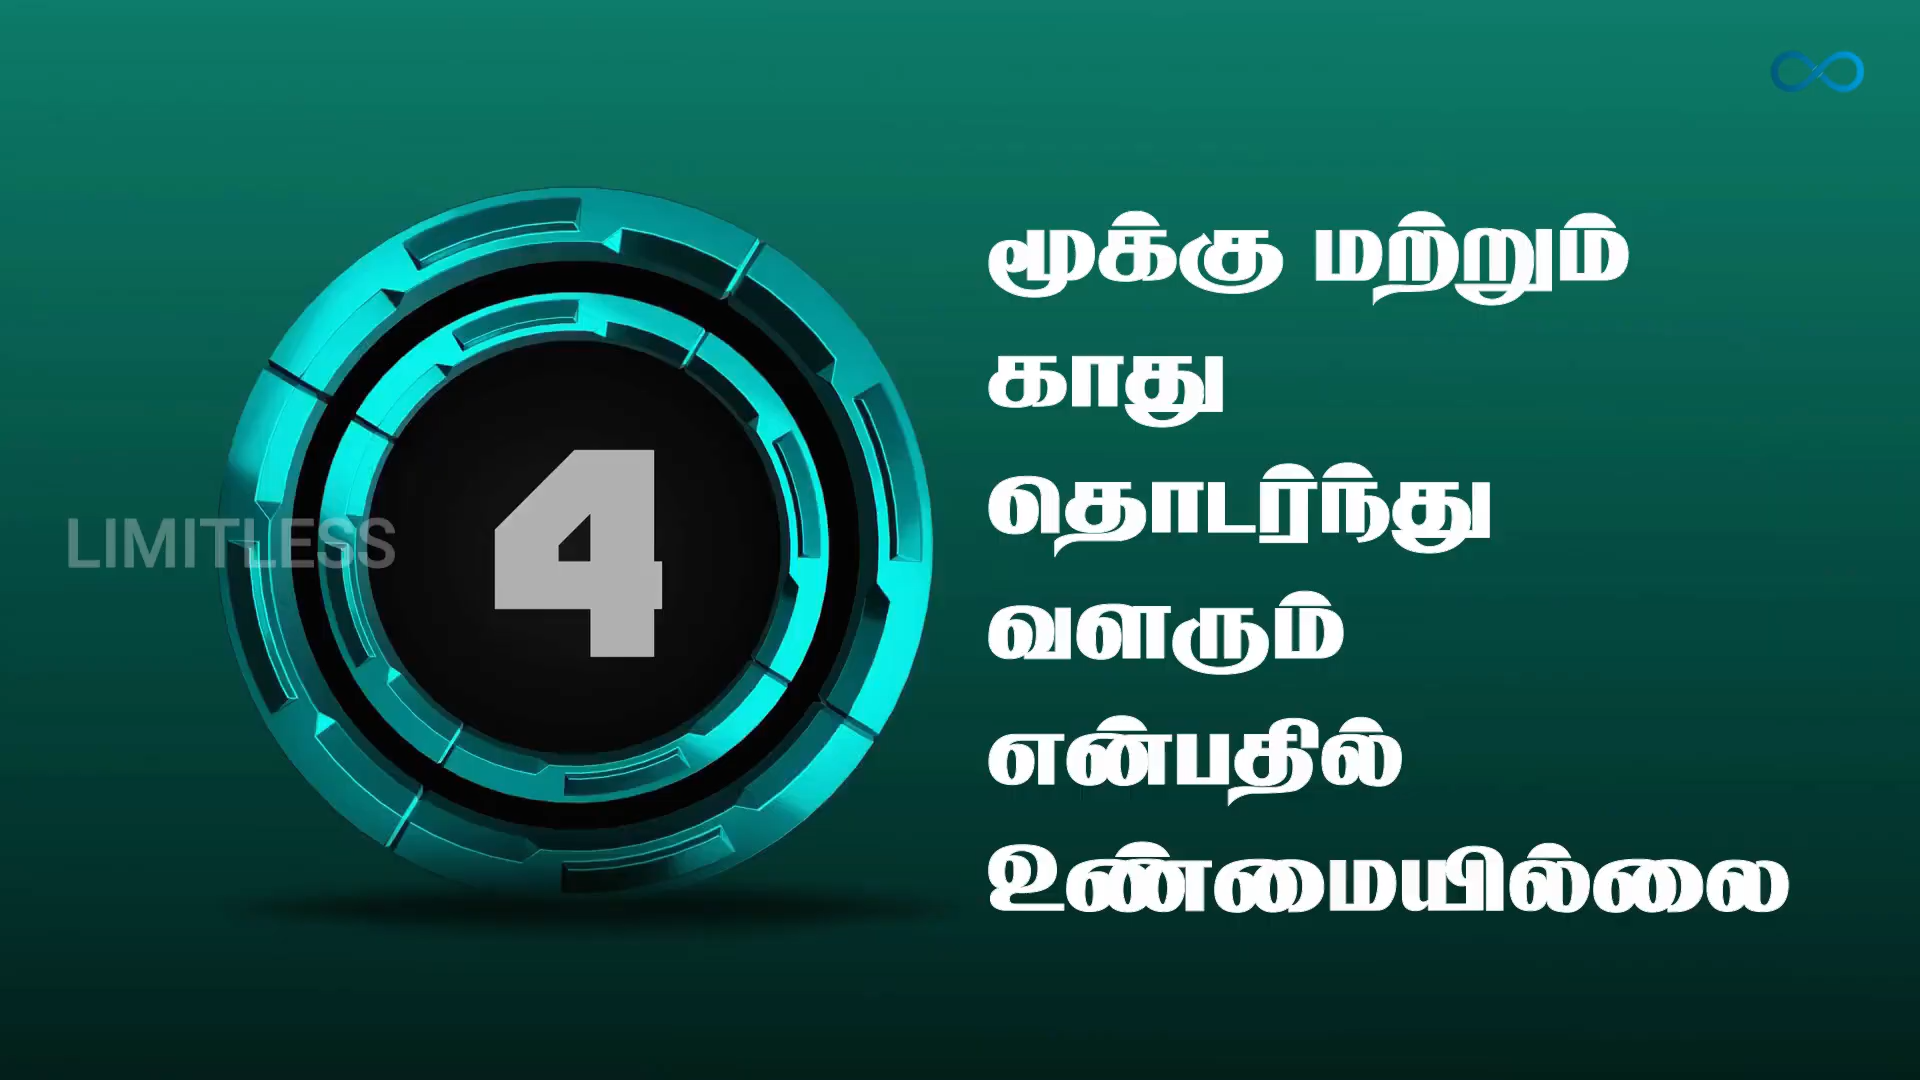 LIMITLESS
4
மூக்கு மற்றும்
காது
தொடர்ந்து
வளரும்
என்பதில்
உண்மையில்லை